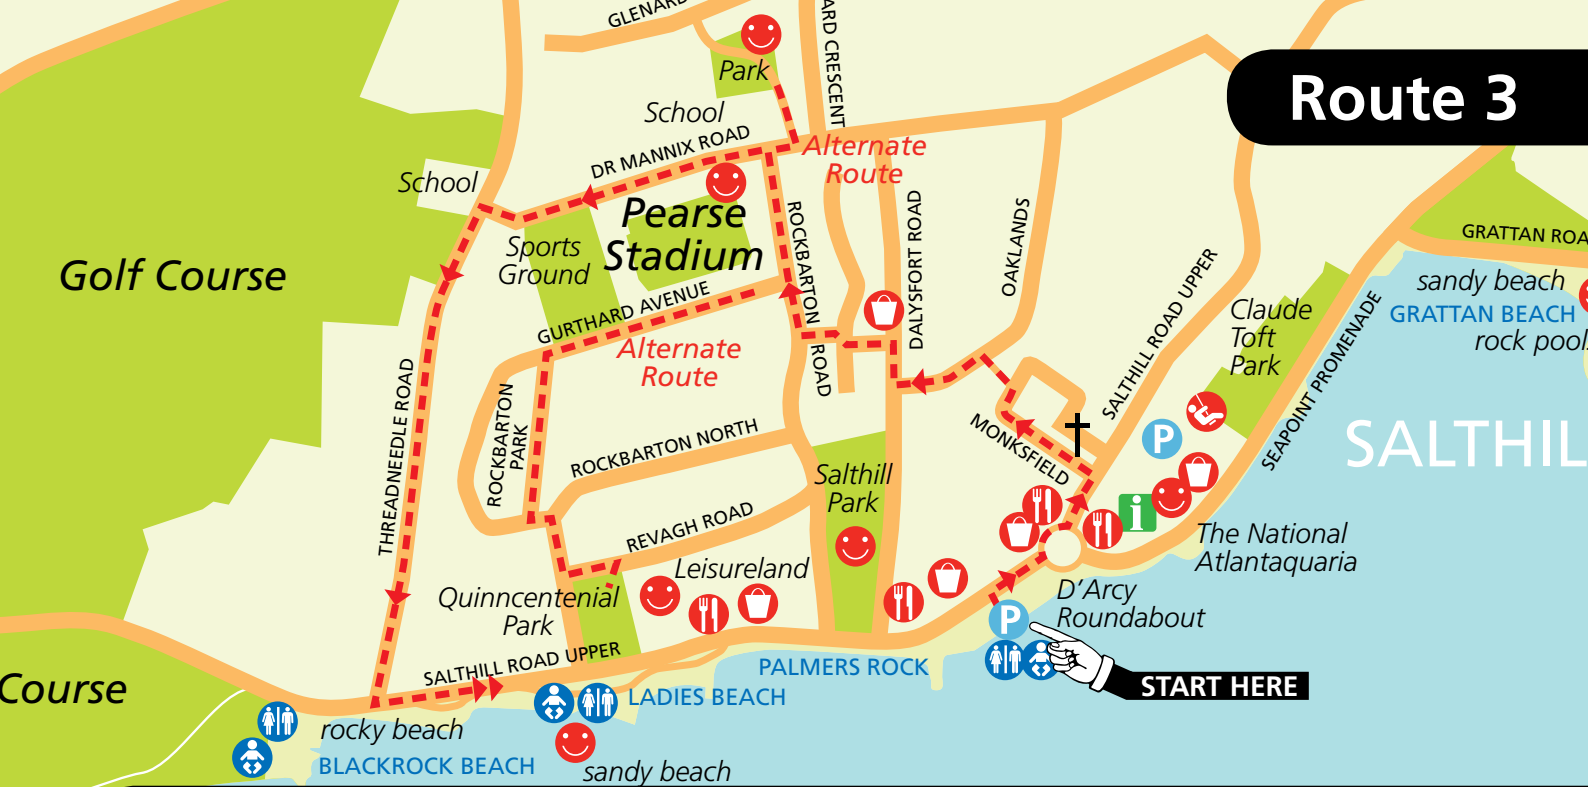 GLENARD
ARD CRESCENT
Park
Route 3
School
DR MANNIX ROAD
Alternate
Route
School
Pearse
Stadium
Sports
Ground
Golf Course
ROCKBARTON
ROAD
DALYSFORT ROAD
OAKLANDS
SALTHILL ROAD UPPER
GRATTAN ROA
sandy beach
GRATTAN BEACH
rock pool
Claude
Toft
Park
SEAPOINT PROMENADE
GURTHARD AVENUE
Alternate
Route
THREADNEEDLE ROAD
ROCKBARTON
PARK
ROCKBARTON NORTH
MONKSFIELD
P
SALTHIL
Salthill
Park
REVAGH ROAD
i
The National
Atlantaquaria
Leisureland
Quinncentenial
Park
D'Arcy
Roundabout
P
SALTHILL ROAD UPPER
PALMERS ROCK
START HERE
Course
LADIES BEACH
rocky beach
BLACKROCK BEACH
sandy beach